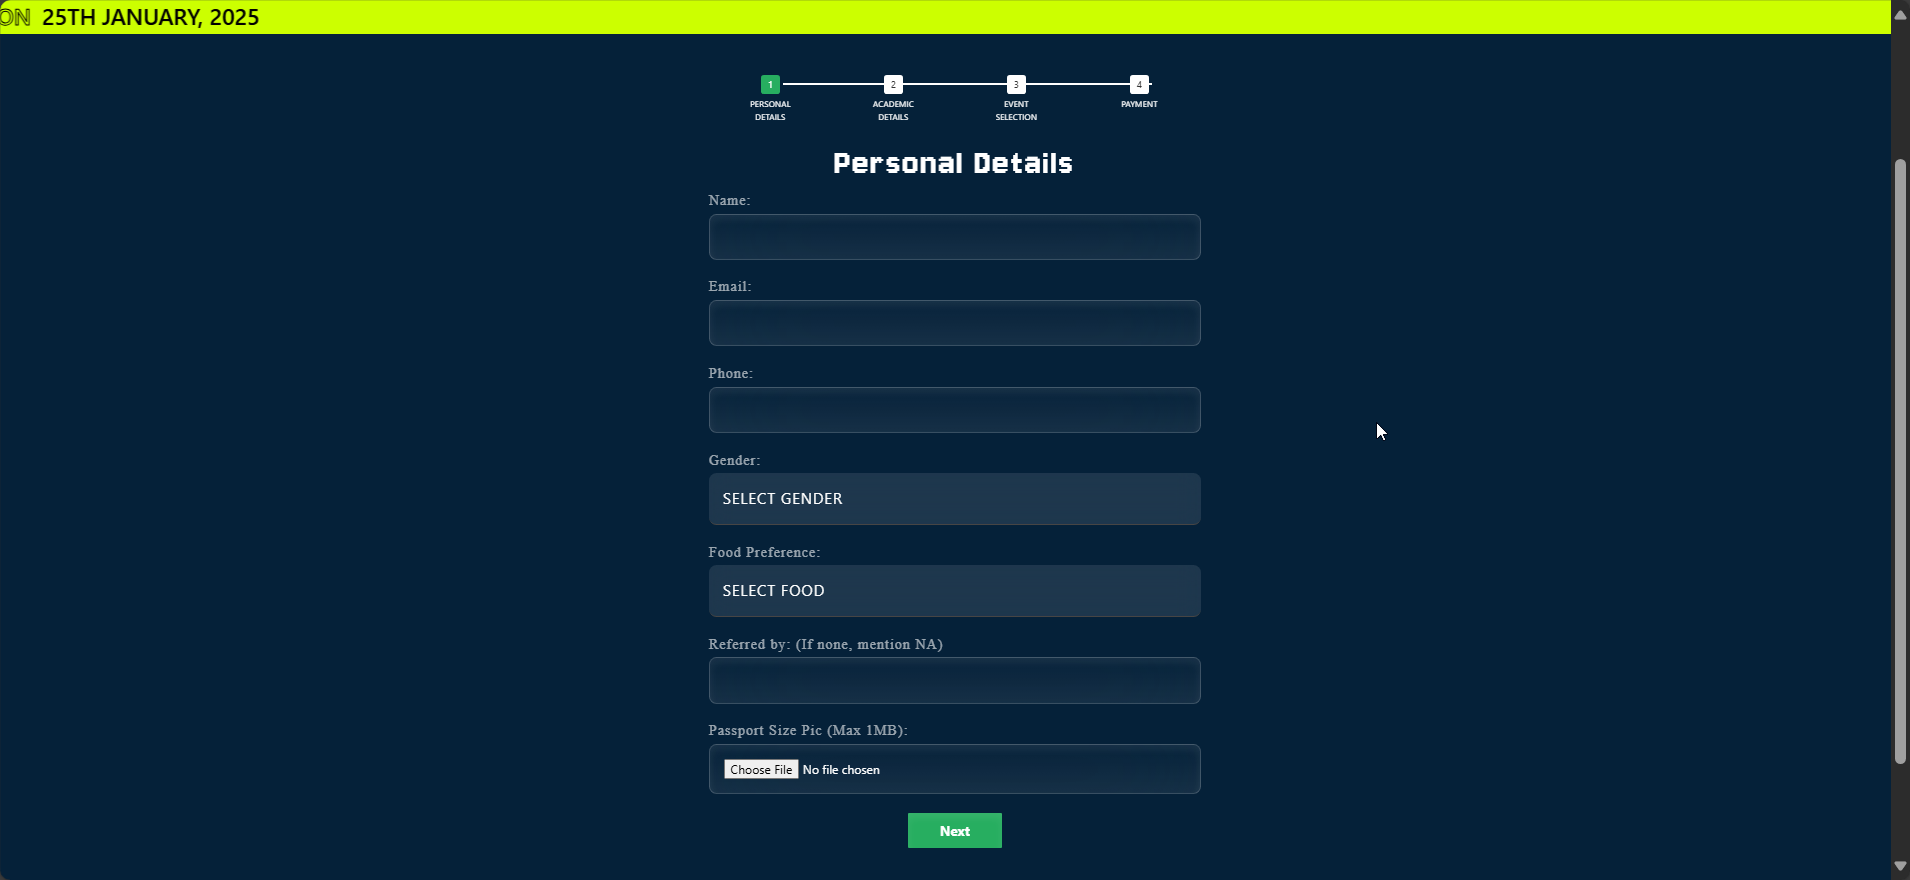 ON 25TH JANUARY, 2025
1
2
3
4
PERSONAL
DETAILS
ACADEMIC
DETAILS
EVENT
SELECTION
PAYMENT
Personal Details
Name:
Email:
Phone:
Gender:
SELECT GENDER
Food Preference:
SELECT FOOD
Referred by: (If none, mention NA)
Passport Size Pic (Max 1MB):
Choose File No file chosen
Next